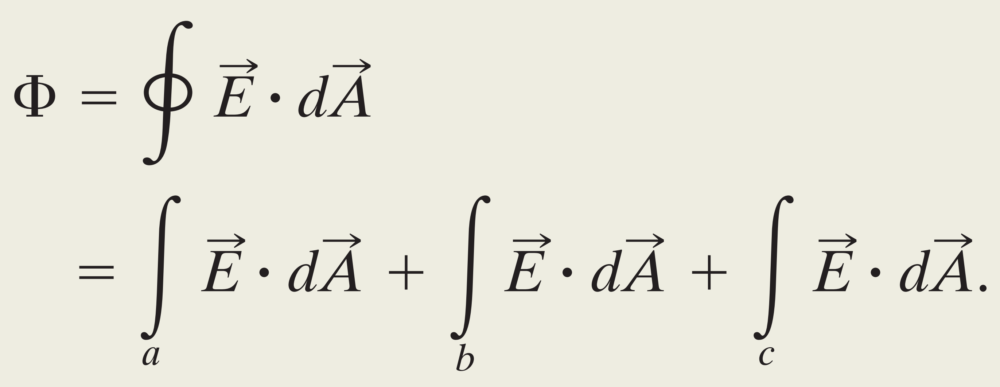 Φ = ∮ E⃗ · dA⃗
= ∫ₐ E⃗ · dA⃗ + ∫_b E⃗ · dA⃗ + ∫_c E⃗ · dA⃗.